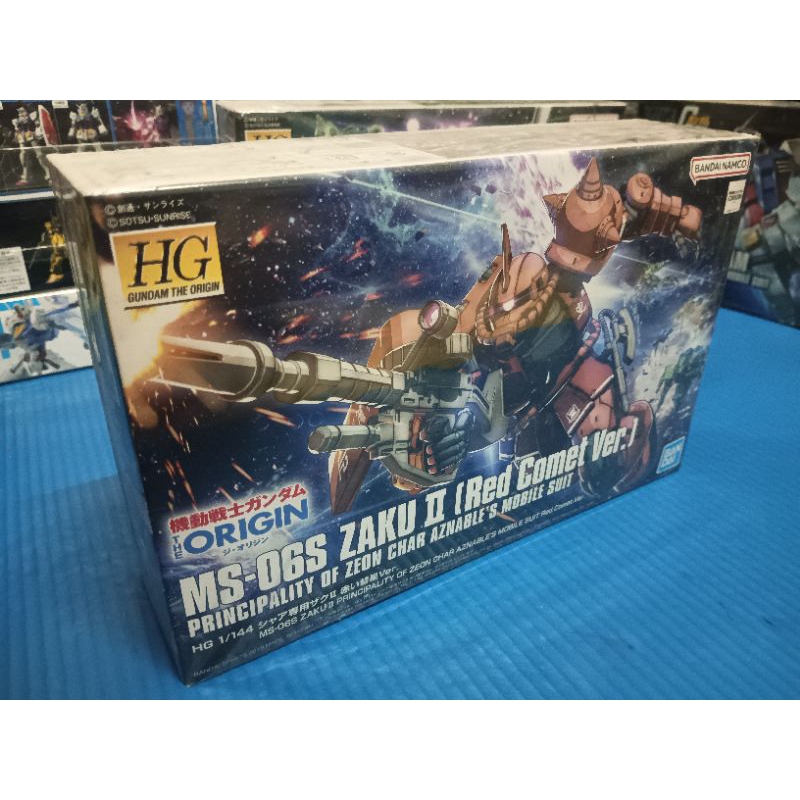 ©創通・サンライズ
©SOTSU・SUNRISE
HG
GUNDAM THE ORIGIN
BANDAI NAMCO
HG
機動戦士ガンダム
THE ORIGIN
ジ・オリジン
MS-06S ZAKU II (Red Comet Ver.)
PRINCIPALITY OF ZEON CHAR AZNABLE'S MOBILE SUIT
HG 1/144 シャア専用ザクII 赤い彗星Ver.
MS-06S ZAKU II PRINCIPALITY OF ZEON CHAR AZNABLE'S MOBILE SUIT Red Comet Ver.